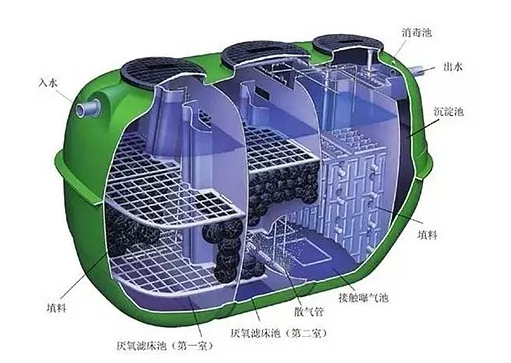 消毒池
入水
出水
沉淀池
填料
散气管
接触曝气池
填料
厌氧滤床池（第二室）
厌氧滤床池（第一室）